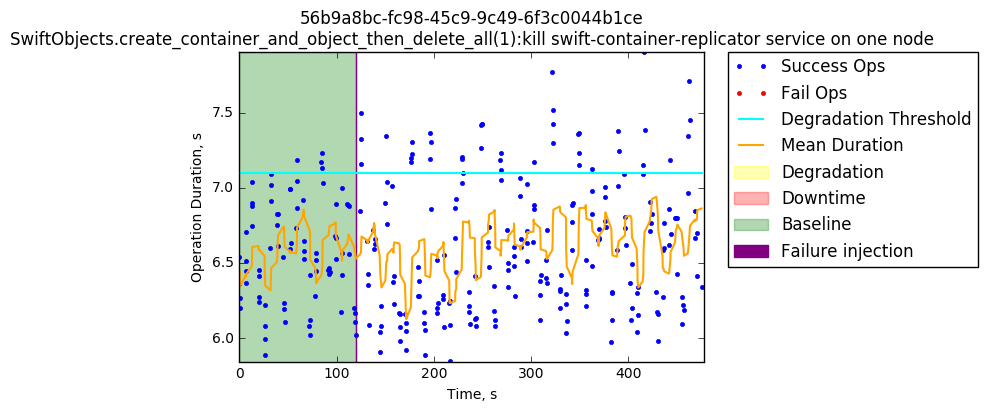 56b9a8bc-fc98-45c9-9c49-6f3c0044b1ce
SwiftObjects.create_container_and_object_then_delete_all(1):kill swift-container-replicator service on one node
Operation Duration, s
7.5
7.0
6.5
6.0
0
100
200
300
400
Time, s
Success Ops
Fail Ops
Degradation Threshold
Mean Duration
Degradation
Downtime
Baseline
Failure injection